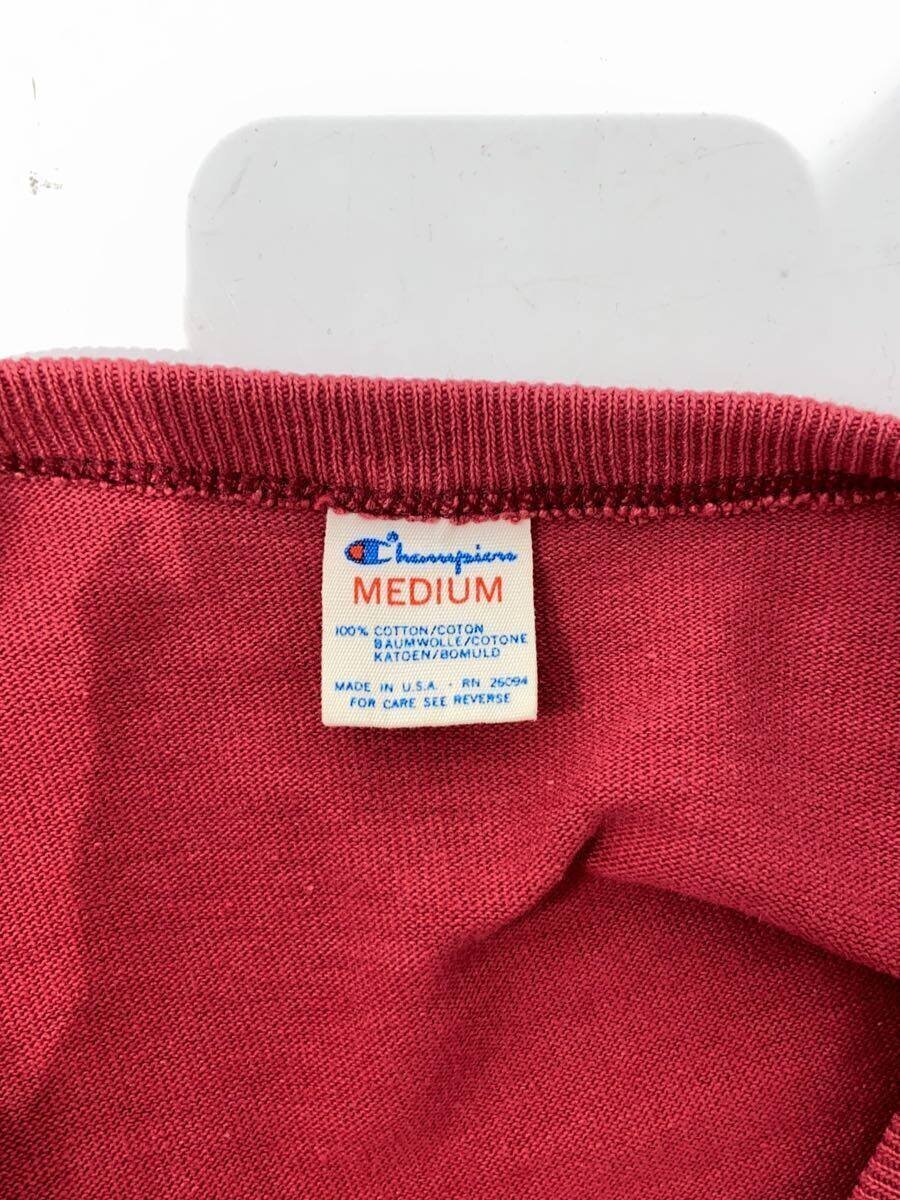 Champion
MEDIUM
100% COTTON/COTON
BAUMWOLLE/COTONE
KATOEN/BOMULD
MADE IN U.S.A. · RN 26094
FOR CARE SEE REVERSE